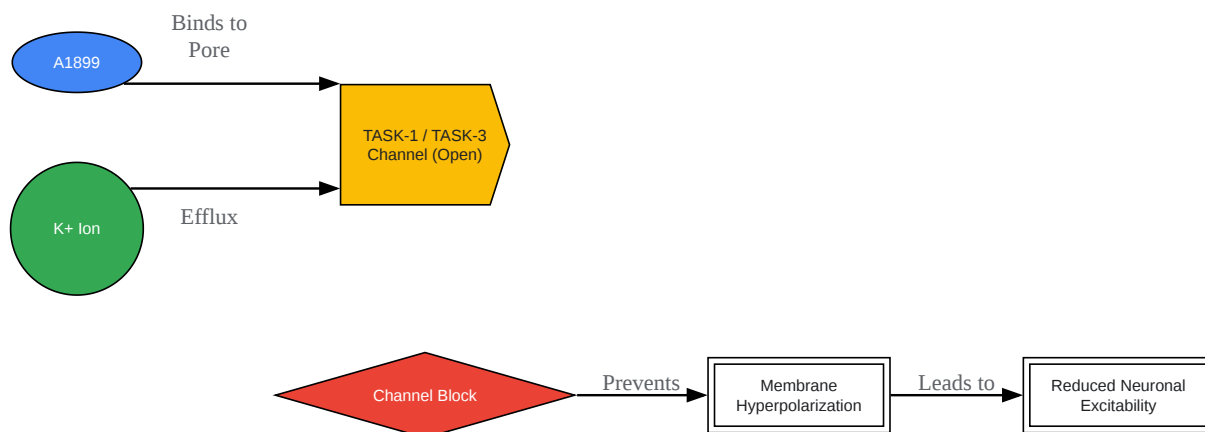 Binds to
Pore
A1899
TASK-1 / TASK-3
Channel (Open)
Efflux
K+ Ion
Channel Block
Prevents
Membrane
Hyperpolarization
Leads to
Reduced Neuronal
Excitability